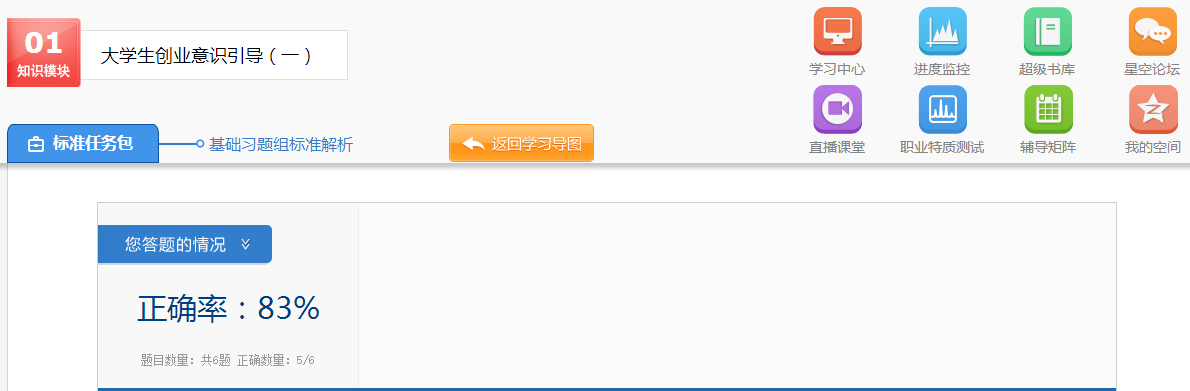 01
知识模块
大学生创业意识引导（一）
学习中心
进度监控
超级书库
星空论坛
直播课堂
职业特质测试
辅导矩阵
我的空间
标准任务包
基础习题组标准解析
返回学习导图
您答题的情况
正确率：83%
题目数量：共6题 正确数量：5/6